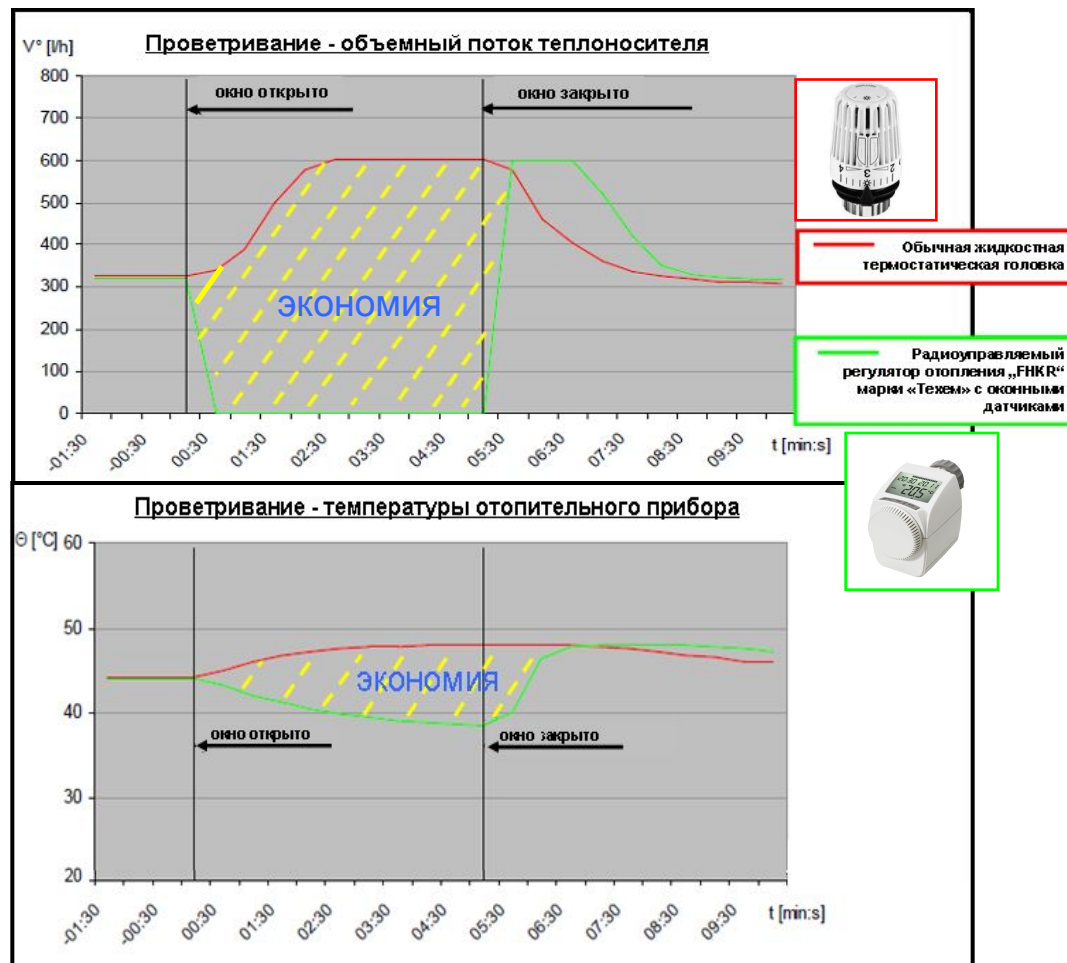 Проветривание - объемный поток теплоносителя
V° [l/h]
окно открыто
окно закрыто
800
700
600
500
400
300
200
100
0
ЭКОНОМИЯ
-01:30
-00:30
00:30
01:30
02:30
03:30
04:30
05:30
06:30
07:30
08:30
09:30
t [min:s]
4
3
2
Обычная жидкостная
термостатическая головка
Радиоуправляемый
регулятор отопления „FHKR“
марки «Техем» с оконными
датчиками
Проветривание - температуры отопительного прибора
Θ [°C]
60
50
40
30
20
ЭКОНОМИЯ
окно открыто
окно закрыто
-01:30
-00:30
00:30
01:30
02:30
03:30
04:30
05:30
06:30
07:30
08:30
09:30
t [min:s]